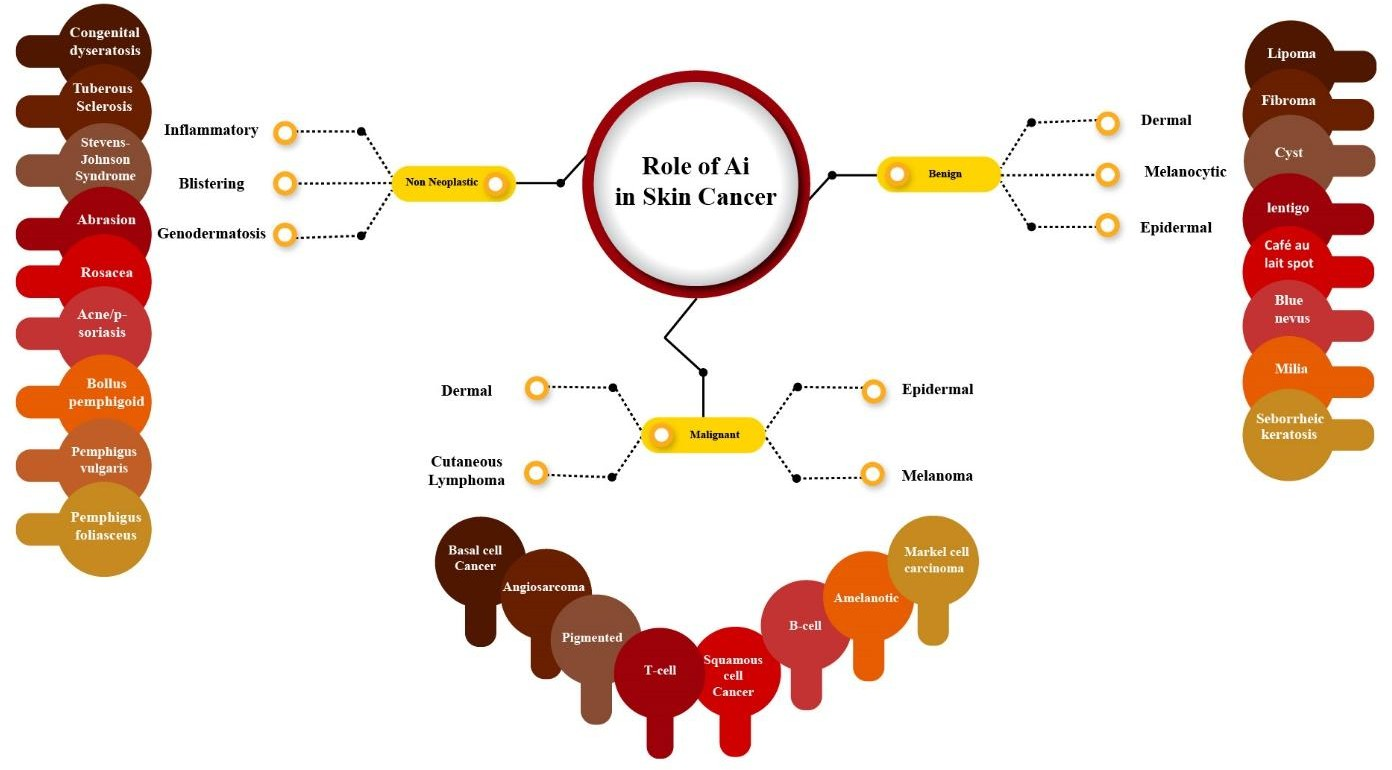 Role of Ai
in Skin Cancer
Non Neoplastic
Inflammatory
Blistering
Genodermatosis
Congenital
dyseratosis
Tuberous
Sclerosis
Stevens-
Johnson
Syndrome
Abrasion
Rosacea
Acne/p-
soriasis
Bollus
pemphigoid
Pemphigus
vulgaris
Pemphigus
foliasceus
Benign
Dermal
Melanocytic
Epidermal
Lipoma
Fibroma
Cyst
lentigo
Café au
lait spot
Blue
nevus
Milia
Seborrheic
keratosis
Malignant
Dermal
Cutaneous
Lymphoma
Epidermal
Melanoma
Basal cell
Cancer
Angiosarcoma
Pigmented
T-cell
Squamous
cell
Cancer
B-cell
Amelanotic
Markel cell
carcinoma